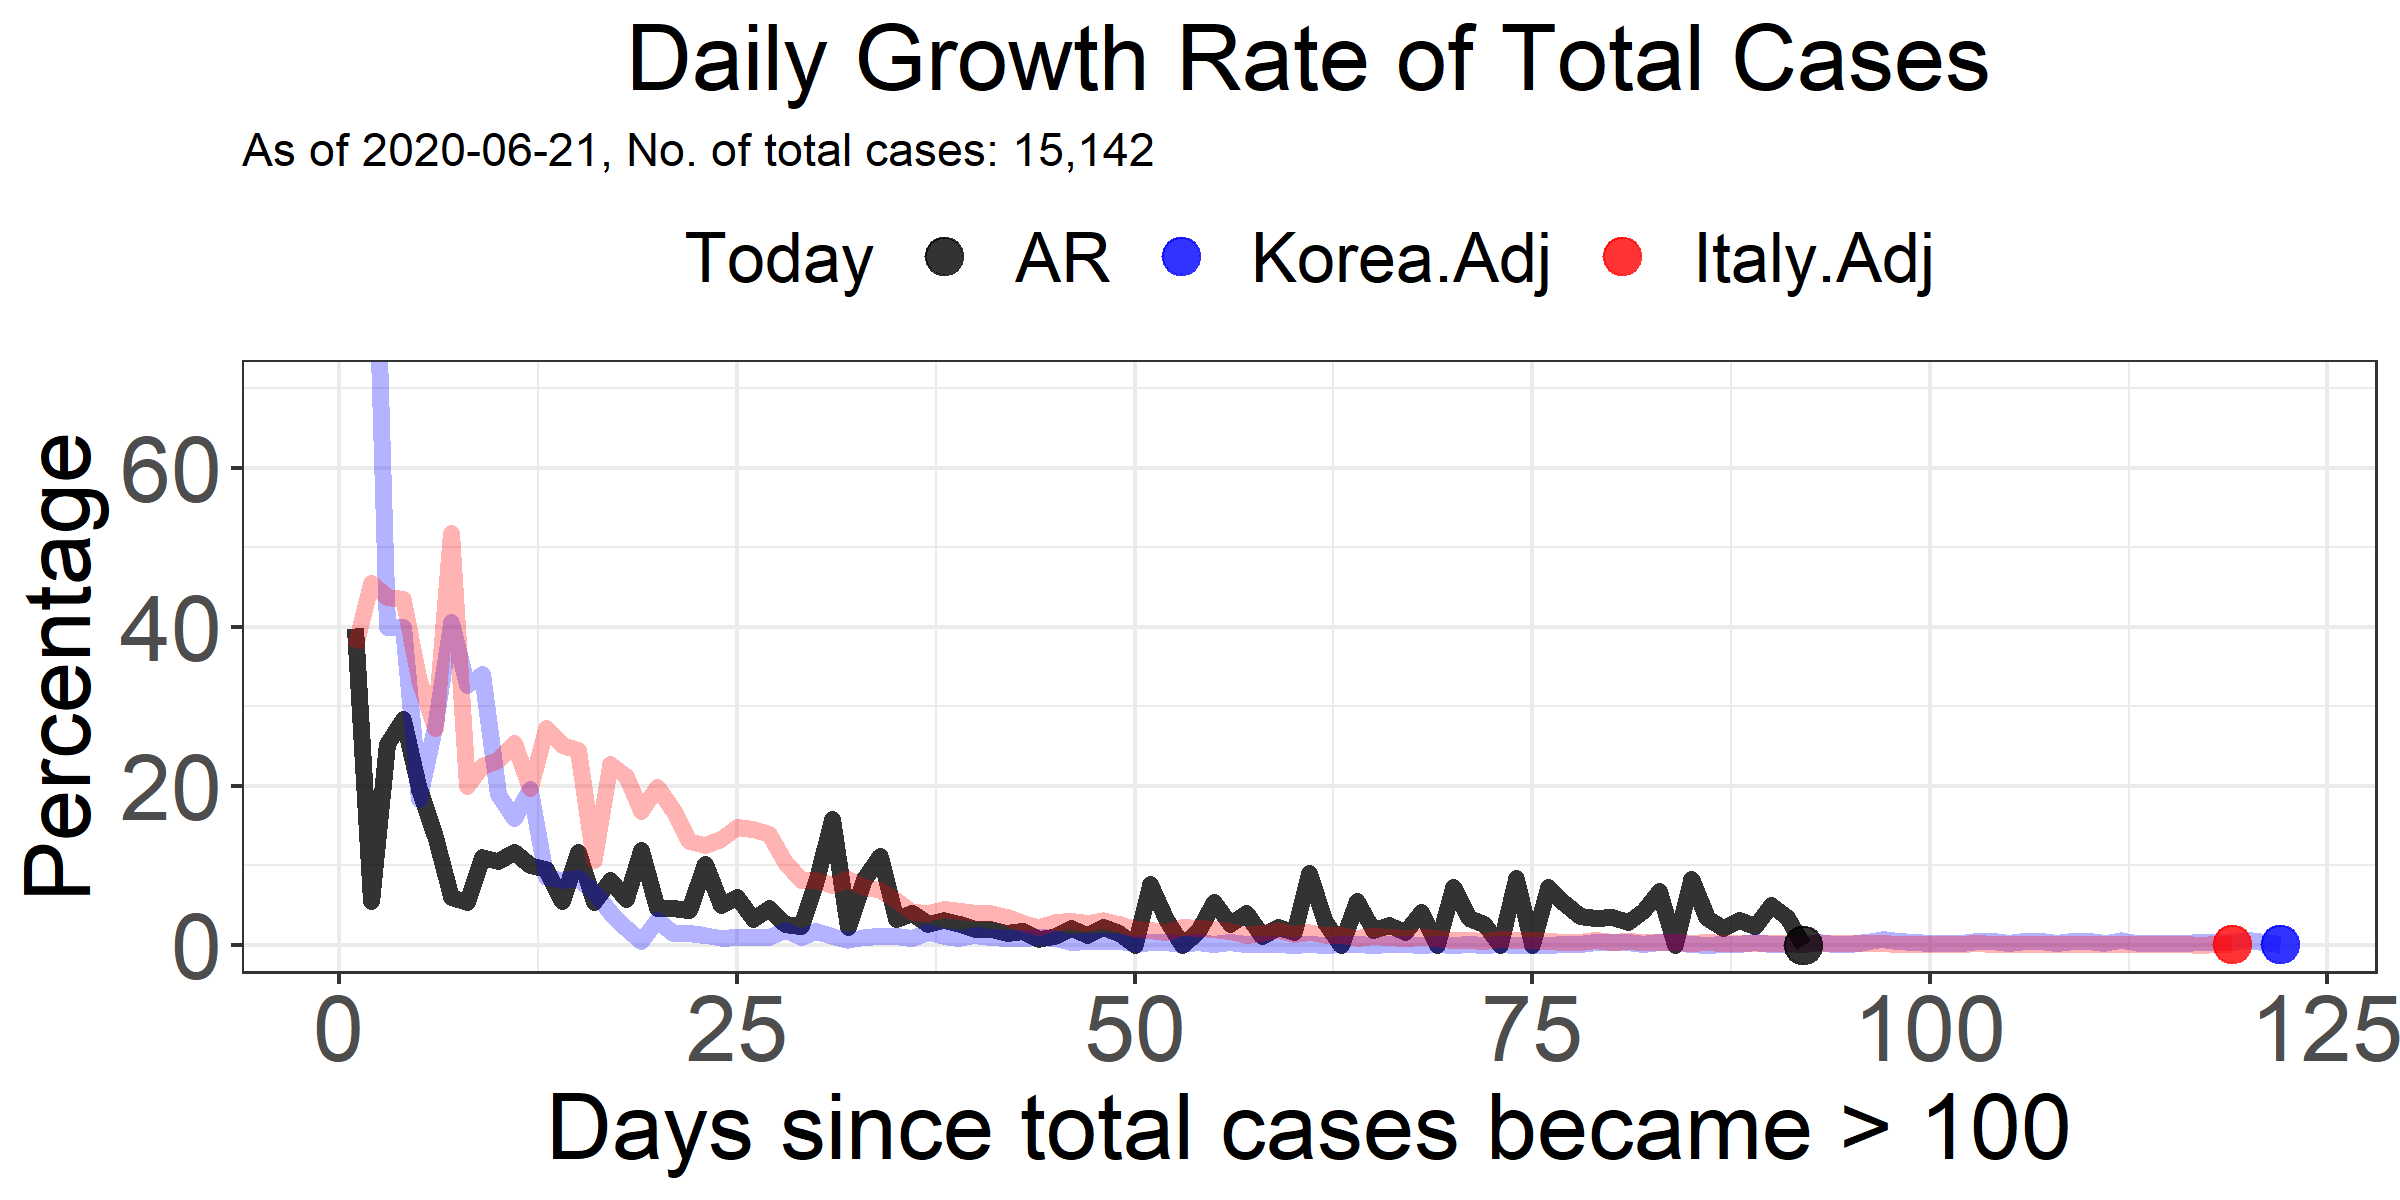 Daily Growth Rate of Total Cases
As of 2020-06-21, No. of total cases: 15,142
Today AR Korea.Adj Italy.Adj
Percentage
60
40
20
0
0 25 50 75 100 125
Days since total cases became > 100